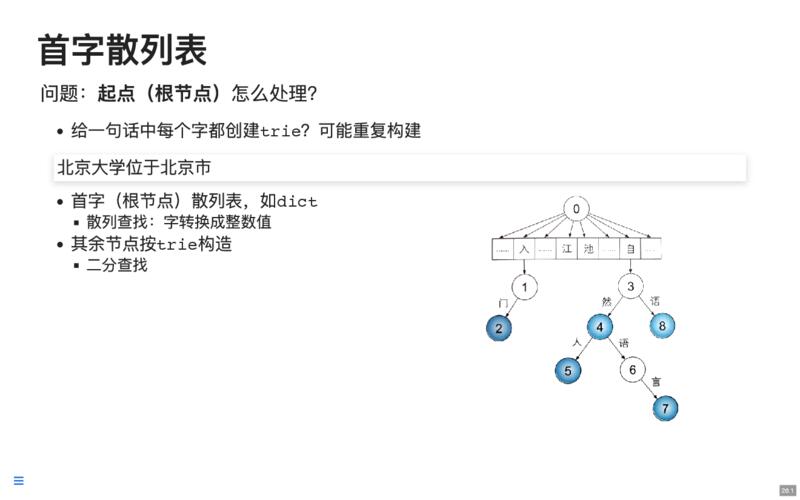 首字散列表
问题：起点（根节点）怎么处理？
给一句话中每个字都创建trie？可能重复构建
北京大学位于北京市
首字（根节点）散列表，如dict
散列查找：字转换成整数值
其余节点按trie构造
二分查找
0
…… 入 …… 江 池 …… 自 ……
1 3
门 然 语
2 4 8
人 语
5 6
言
7
26.1